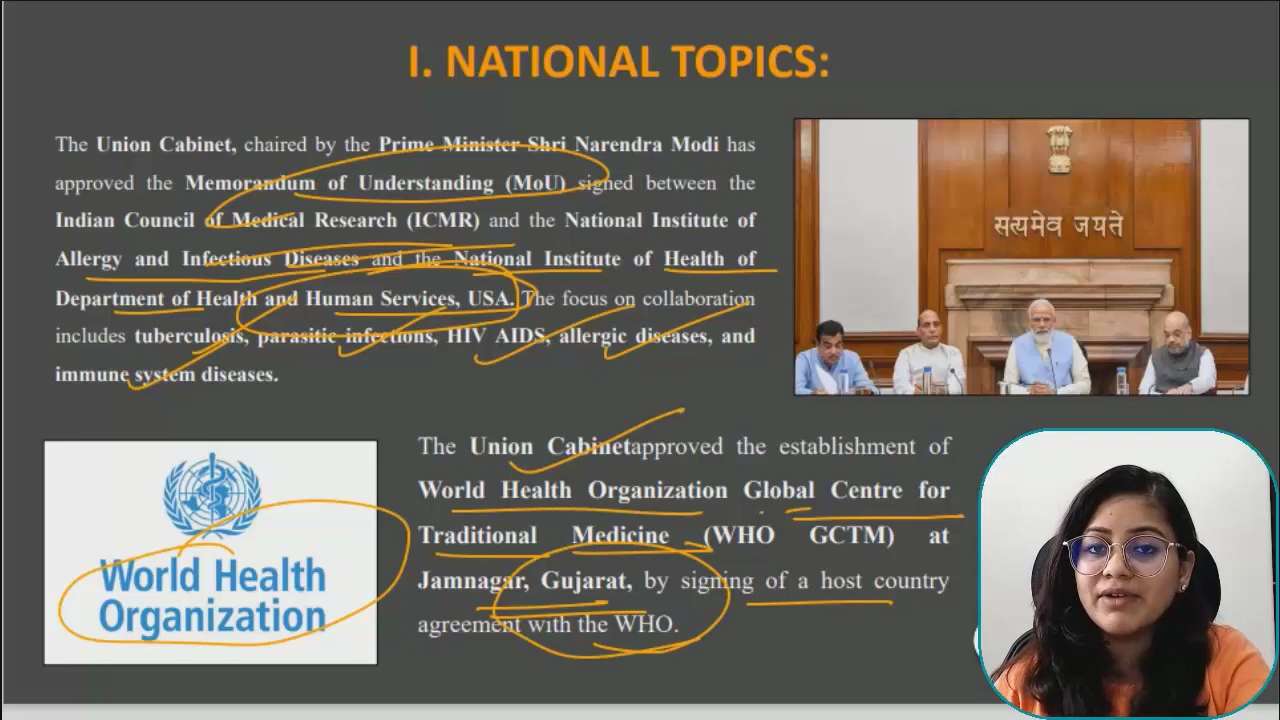 I. NATIONAL TOPICS:
The Union Cabinet, chaired by the Prime Minister Shri Narendra Modi has
approved the Memorandum of Understanding (MoU) signed between the
Indian Council of Medical Research (ICMR) and the National Institute of
Allergy and Infectious Diseases and the National Institute of Health of
Department of Health and Human Services, USA. The focus on collaboration
includes tuberculosis, parasitic infections, HIV AIDS, allergic diseases, and
immune system diseases.
सत्यमेव जयते
The Union Cabinetapproved the establishment of
World Health Organization Global Centre for
Traditional Medicine (WHO GCTM) at
Jamnagar, Gujarat, by signing of a host country
agreement with the WHO.
World Health
Organization